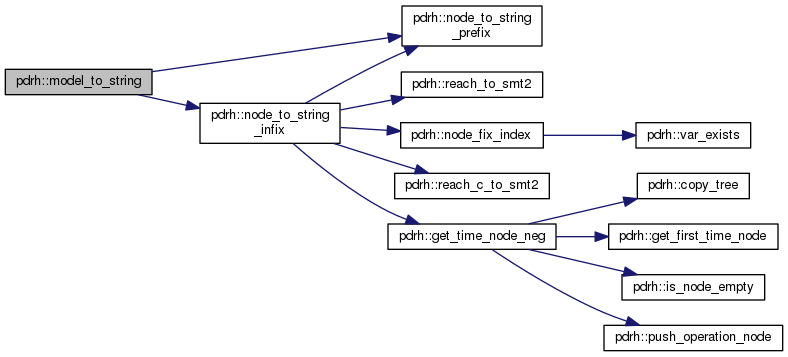 pdrh::model_to_string
pdrh::node_to_string
_infix
pdrh::node_to_string
_prefix
pdrh::reach_to_smt2
pdrh::node_fix_index
pdrh::var_exists
pdrh::reach_c_to_smt2
pdrh::get_time_node_neg
pdrh::copy_tree
pdrh::get_first_time_node
pdrh::is_node_empty
pdrh::push_operation_node